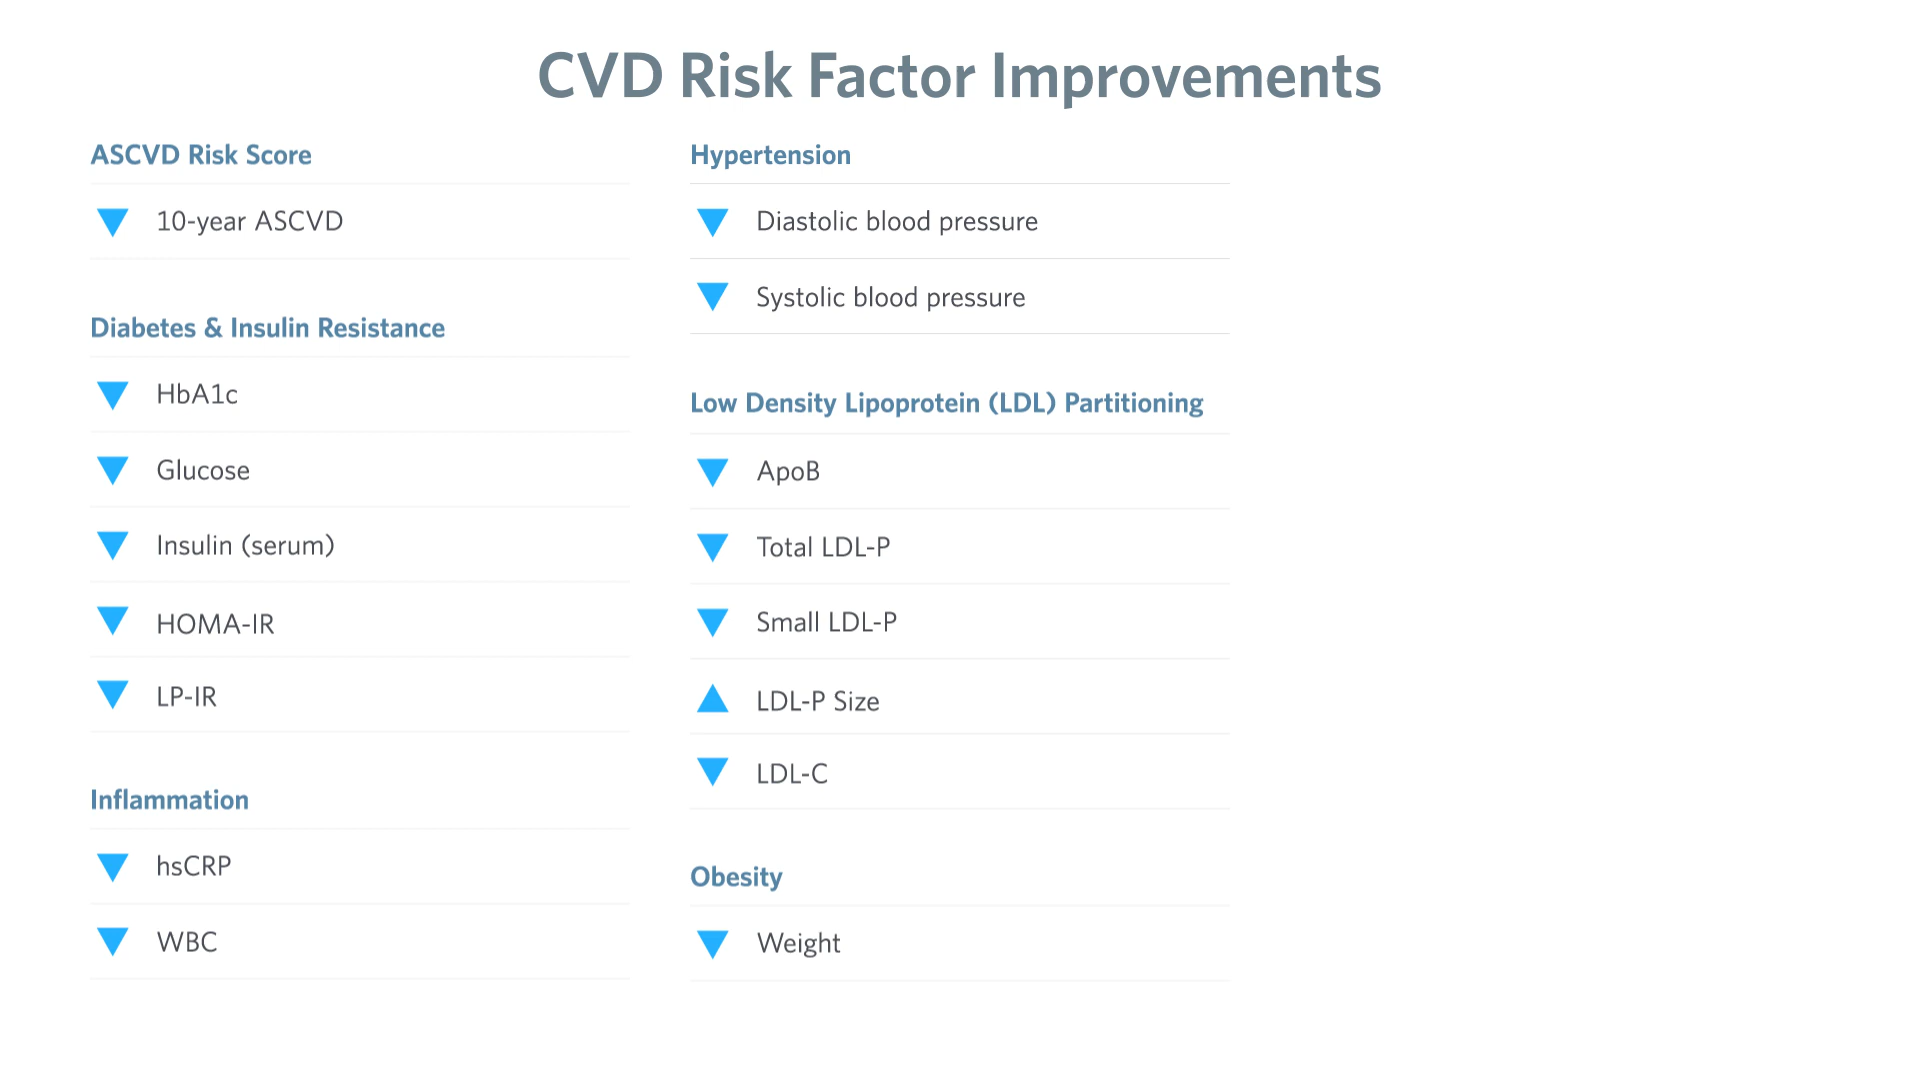 CVD Risk Factor Improvements
ASCVD Risk Score
10-year ASCVD
Diabetes & Insulin Resistance
HbA1c
Glucose
Insulin (serum)
HOMA-IR
LP-IR
Inflammation
hsCRP
WBC
Hypertension
Diastolic blood pressure
Systolic blood pressure
Low Density Lipoprotein (LDL) Partitioning
ApoB
Total LDL-P
Small LDL-P
LDL-P Size
LDL-C
Obesity
Weight